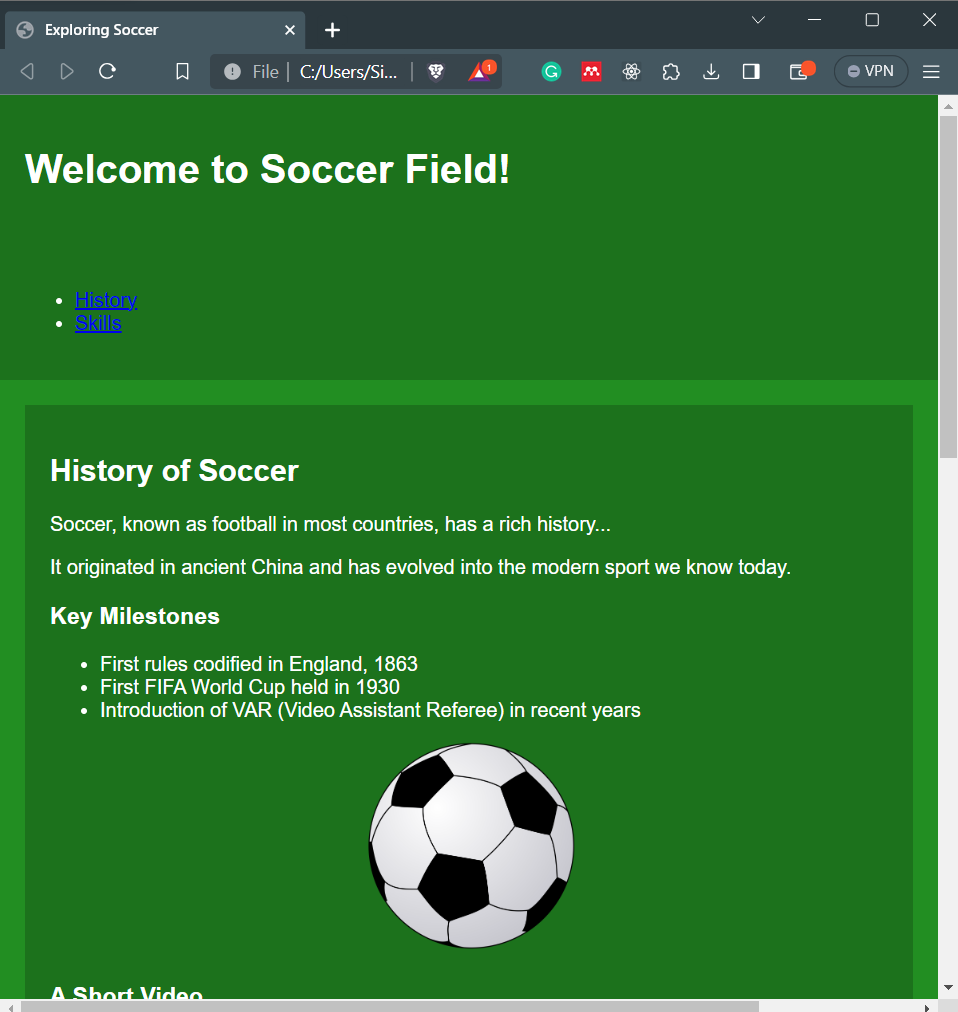 Exploring Soccer
File
C:/Users/Si...
1
VPN
Welcome to Soccer Field!
History
Skills
History of Soccer
Soccer, known as football in most countries, has a rich history...
It originated in ancient China and has evolved into the modern sport we know today.
Key Milestones
First rules codified in England, 1863
First FIFA World Cup held in 1930
Introduction of VAR (Video Assistant Referee) in recent years
A Short Video